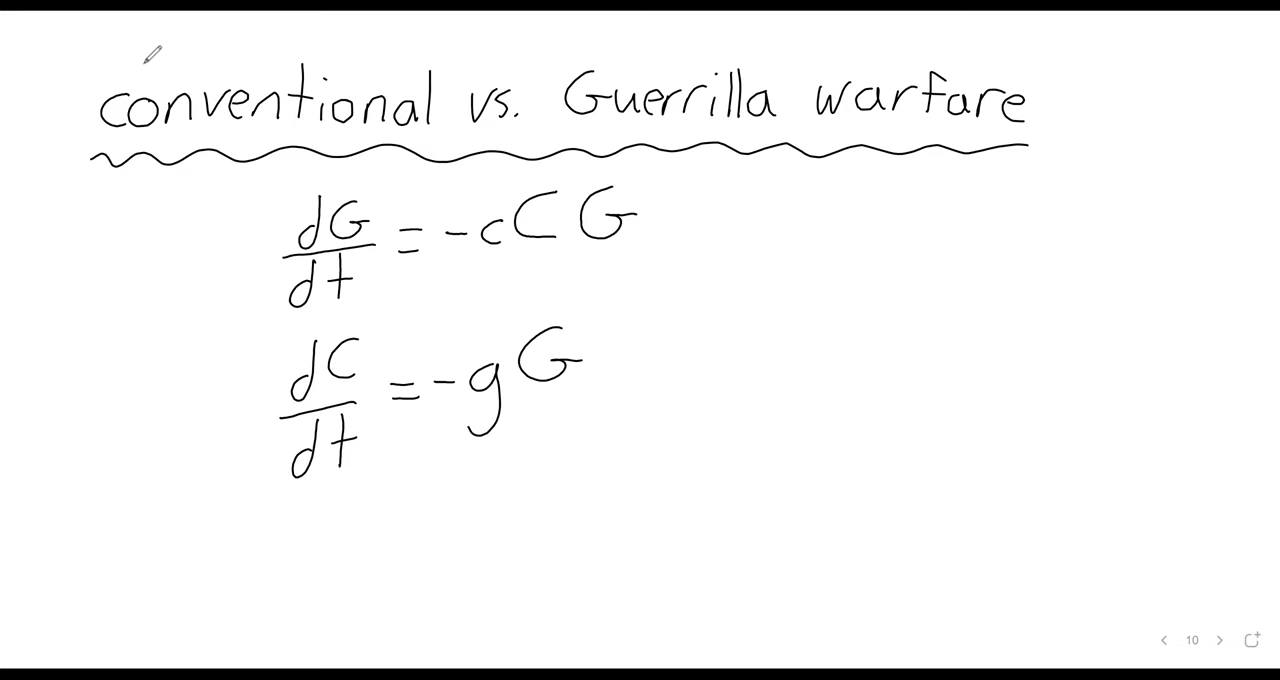 conventional vs. Guerrilla warfare
dG/dt = -cCG
dC/dt = -gG
10